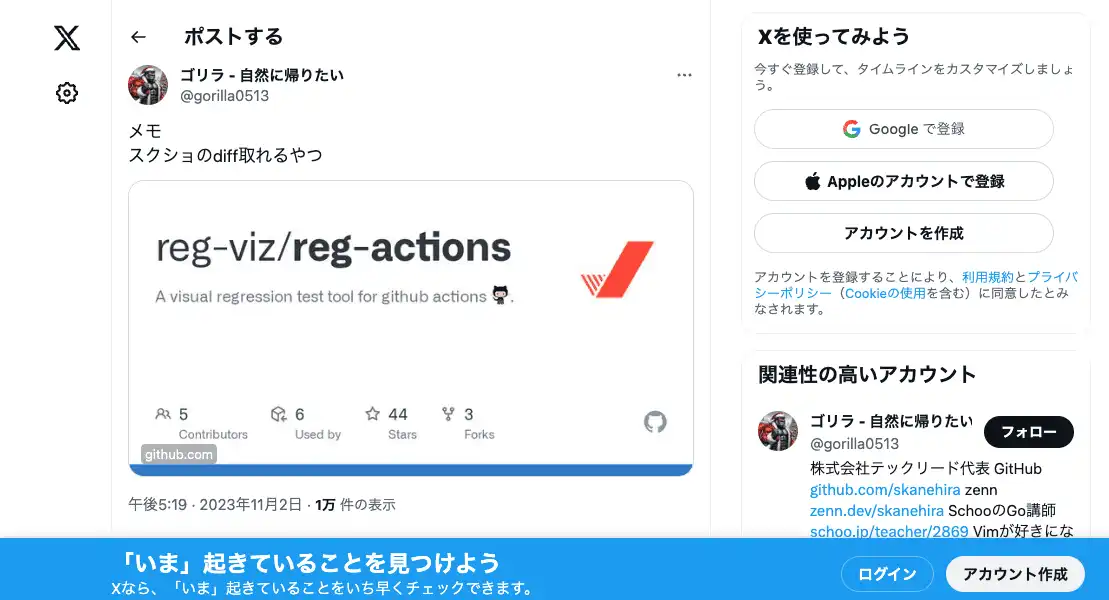 ポストする
ゴリラ - 自然に帰りたい
@gorilla0513
メモ
スクショのdiff取れるやつ
reg-viz/reg-actions
A visual regression test tool for github actions .
5
Contributors
6
Used by
44
Stars
3
Forks
github.com
午後5:19 · 2023年11月2日 · 1万 件の表示
Xを使ってみよう
今すぐ登録して、タイムラインをカスタマイズしましょ
う。
Google で登録
Appleのアカウントで登録
アカウントを作成
アカウントを登録することにより、利用規約とプライバ
シーポリシー（Cookieの使用を含む）に同意したとみ
なされます。
関連性の高いアカウント
ゴリラ - 自然に帰りたい
@gorilla0513
フォロー
株式会社テックリード代表 GitHub
github.com/skanehira zenn
zenn.dev/skanehira SchooのGo講師
schoo.jp/teacher/2869 Vimが好きにな
「いま」起きていることを見つけよう
Xなら、「いま」起きていることをいち早くチェックできます。
ログイン
アカウント作成